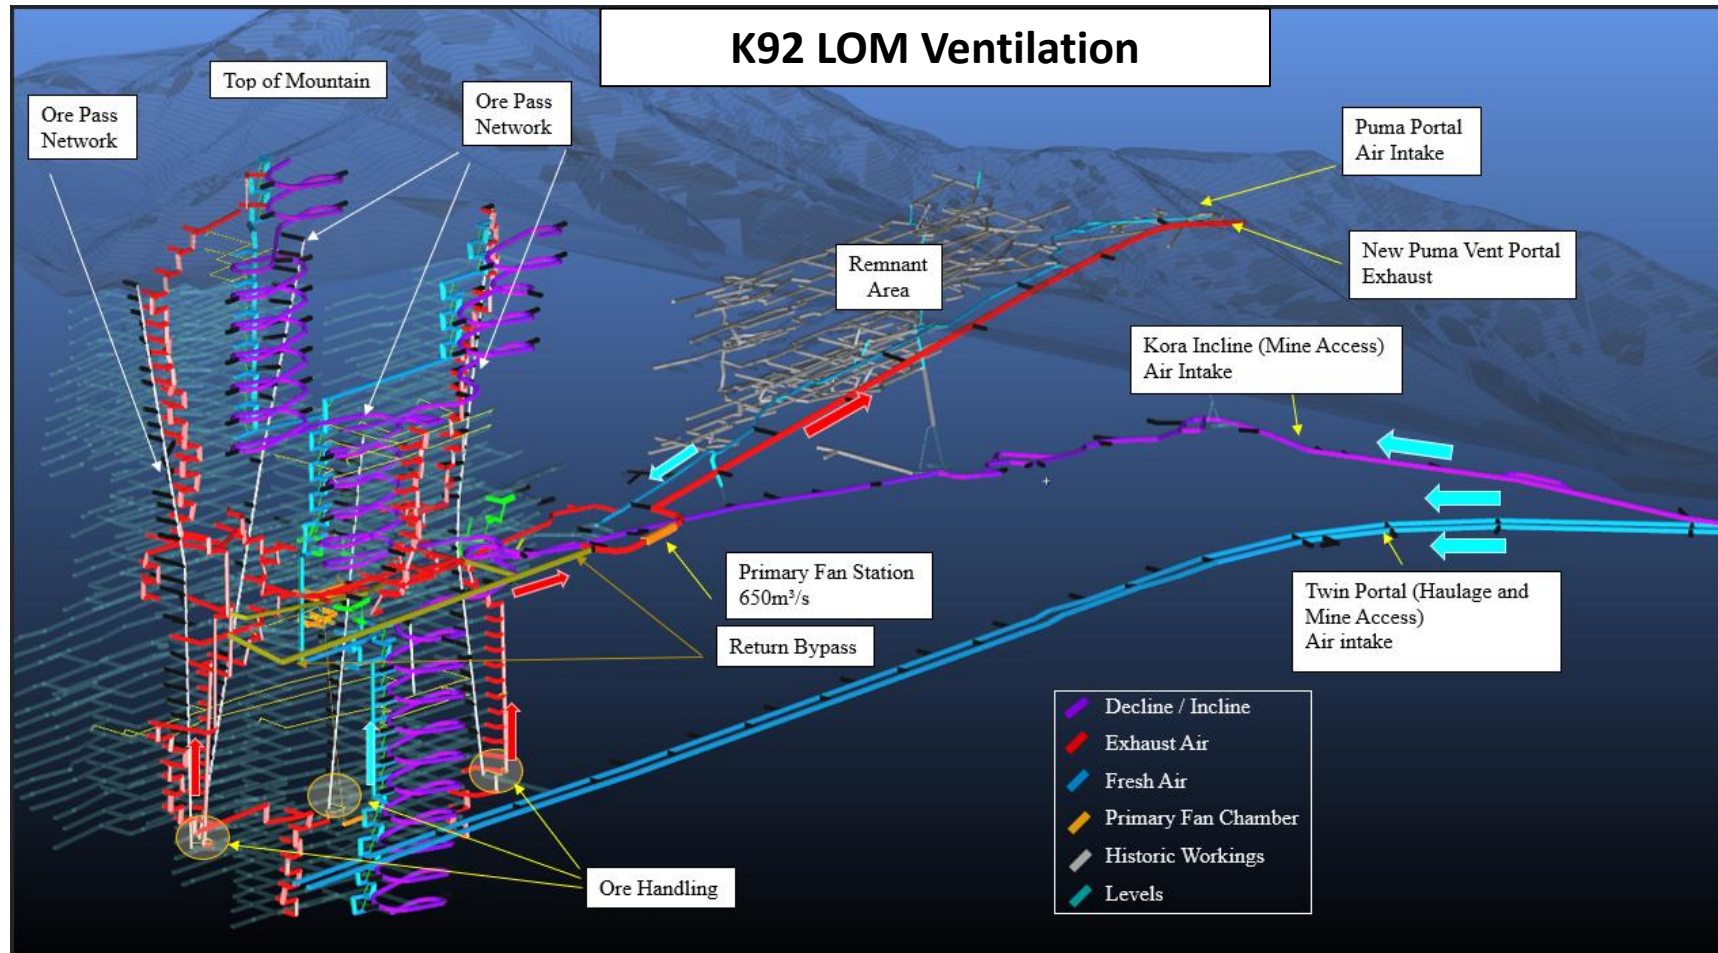 K92 LOM Ventilation
Top of Mountain
Ore Pass
Network
Ore Pass
Network
Puma Portal
Air Intake
Remnant
Area
New Puma Vent Portal
Exhaust
Kora Incline (Mine Access)
Air Intake
Primary Fan Station
650m³/s
Return Bypass
Twin Portal (Haulage and
Mine Access)
Air intake
Ore Handling
Decline / Incline
Exhaust Air
Fresh Air
Primary Fan Chamber
Historic Workings
Levels